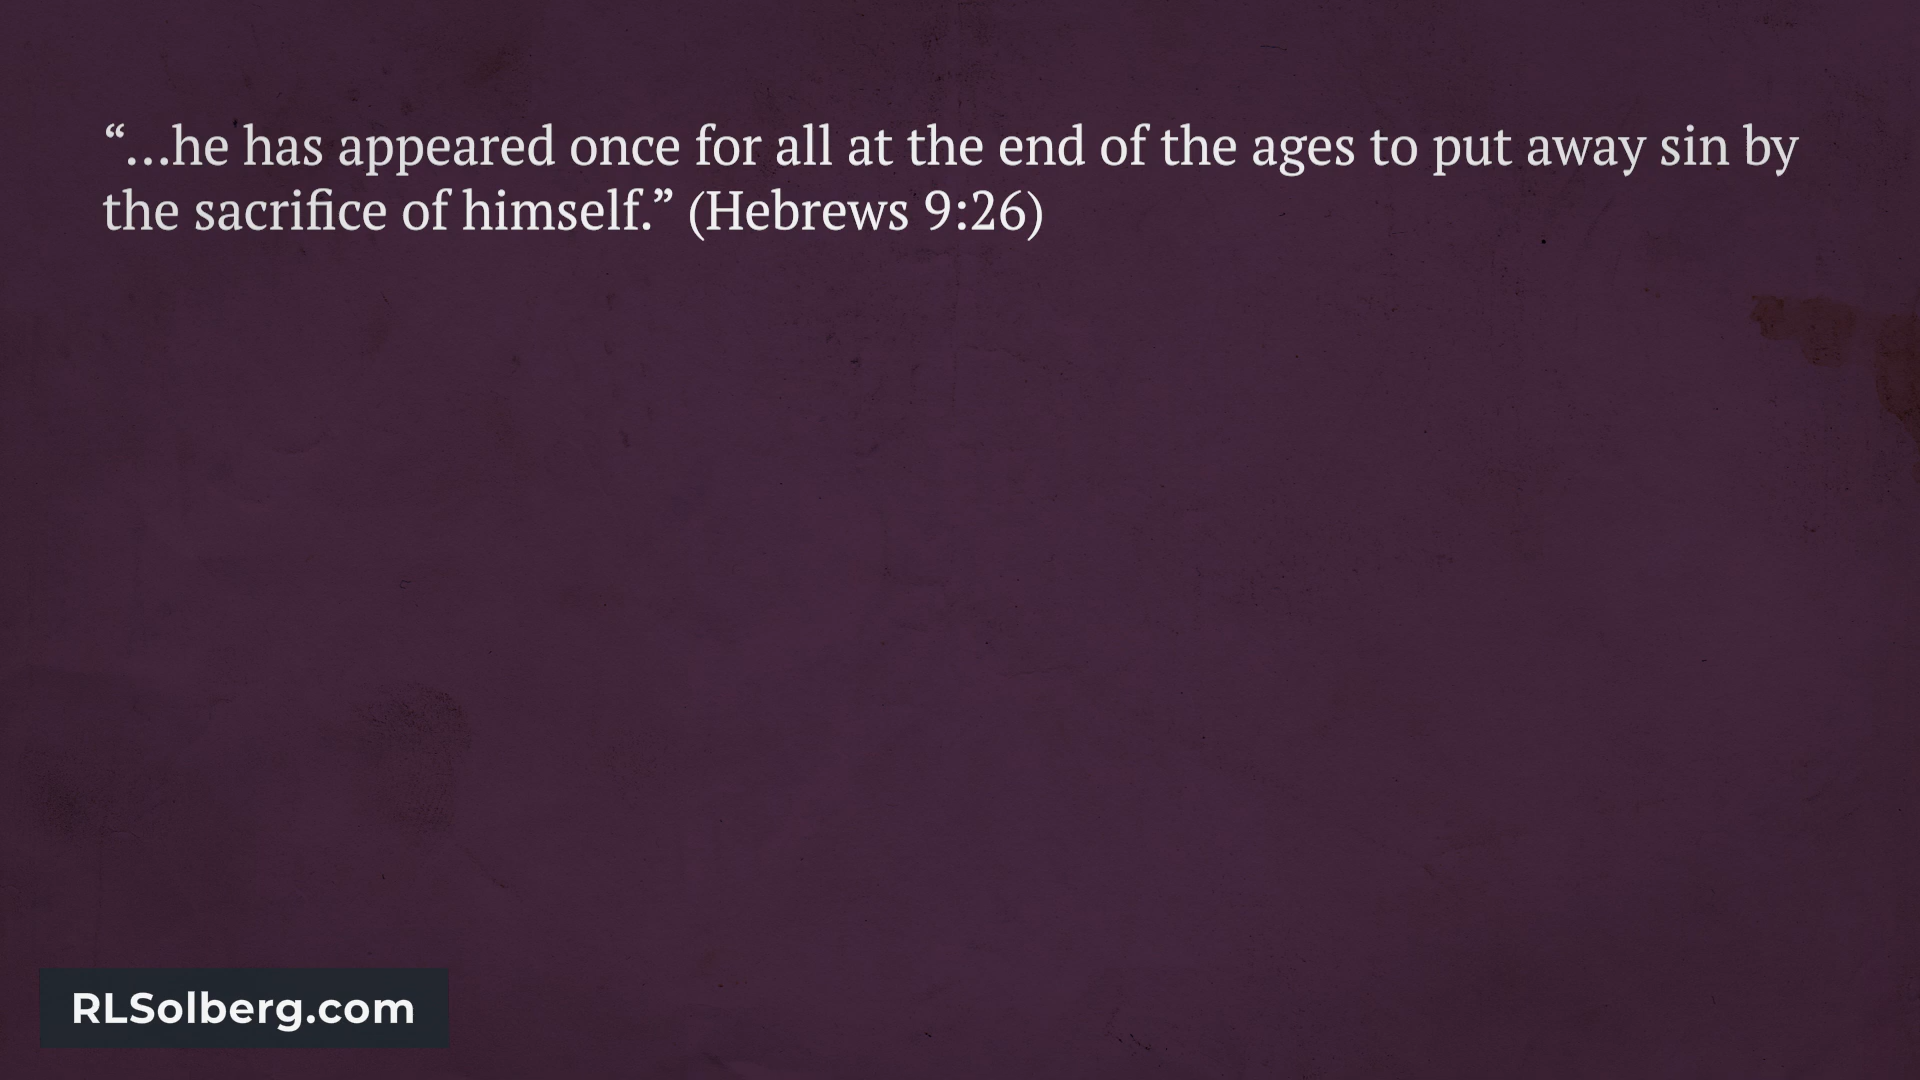 “…he has appeared once for all at the end of the ages to put away sin by
the sacrifice of himself.” (Hebrews 9:26)
RLSolberg.com